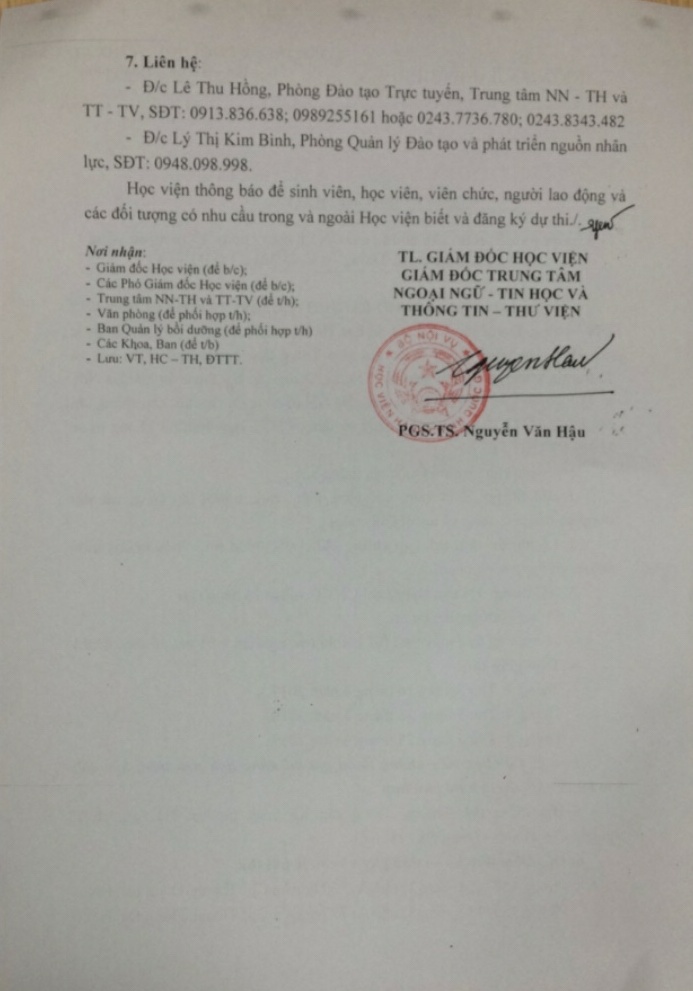 7. Liên hệ:
- Đ/c Lê Thu Hồng, Phòng Đào tạo Trực tuyến, Trung tâm NN - TH và
TT - TV, SĐT: 0913.836.638; 0989255161 hoặc 0243.7736.780; 0243.8343.482
- Đ/c Lý Thị Kim Bình, Phòng Quản lý Đào tạo và phát triển nguồn nhân
lực, SĐT: 0948.098.998.
Học viện thông báo để sinh viên, học viên, viên chức, người lao động và
các đối tượng có nhu cầu trong và ngoài Học viện biết và đăng ký dự thi./.
Nơi nhận:
- Giám đốc Học viện (để b/c);
- Các Phó Giám đốc Học viện (để b/c);
- Trung tâm NN-TH và TT-TV (để t/h);
- Văn phòng (để phối hợp t/h);
- Ban Quản lý bồi dưỡng (để phối hợp t/h)
- Các Khoa, Ban (để t/b)
- Lưu: VT, HC – TH, ĐTTT.
TL. GIÁM ĐỐC HỌC VIỆN
GIÁM ĐỐC TRUNG TÂM
NGOẠI NGỮ - TIN HỌC VÀ
THÔNG TIN – THƯ VIỆN
BỘ NỘI VỤ
HỌC VIỆN
PGS.TS. Nguyễn Văn Hậu